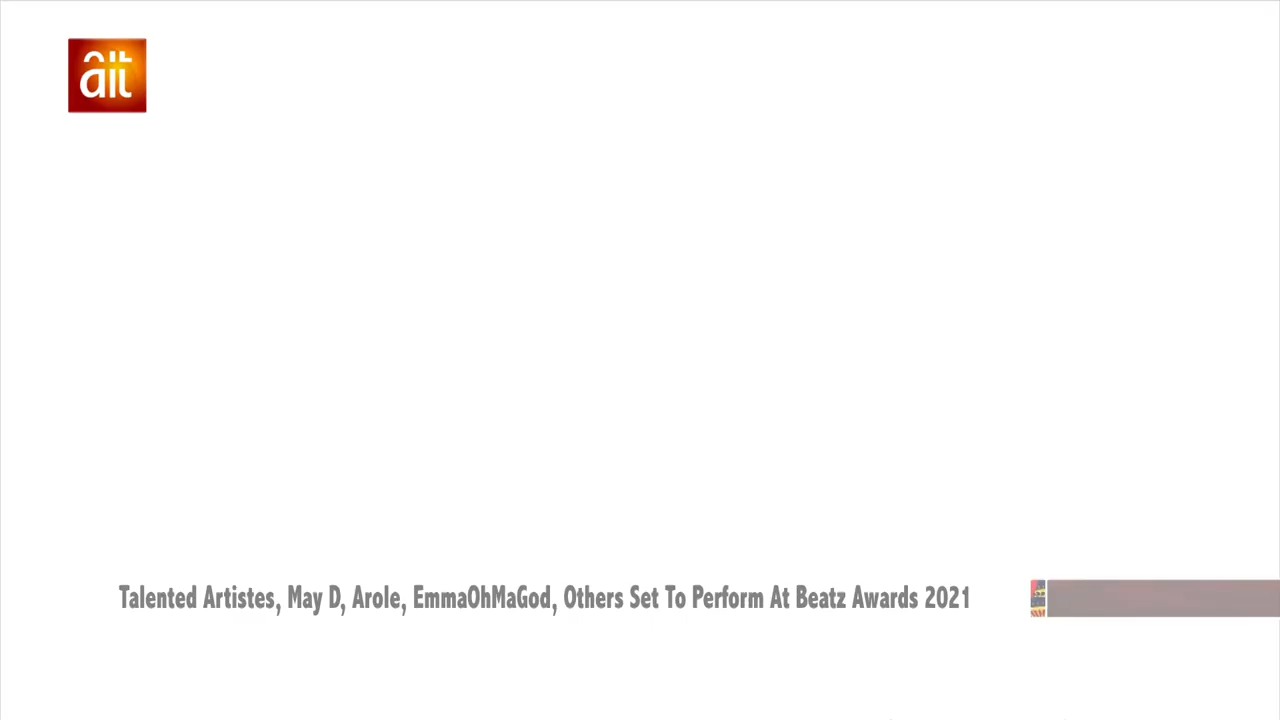 ait
Talented Artistes, May D, Arole, EmmaOhMaGod, Others Set To Perform At Beatz Awards 2021